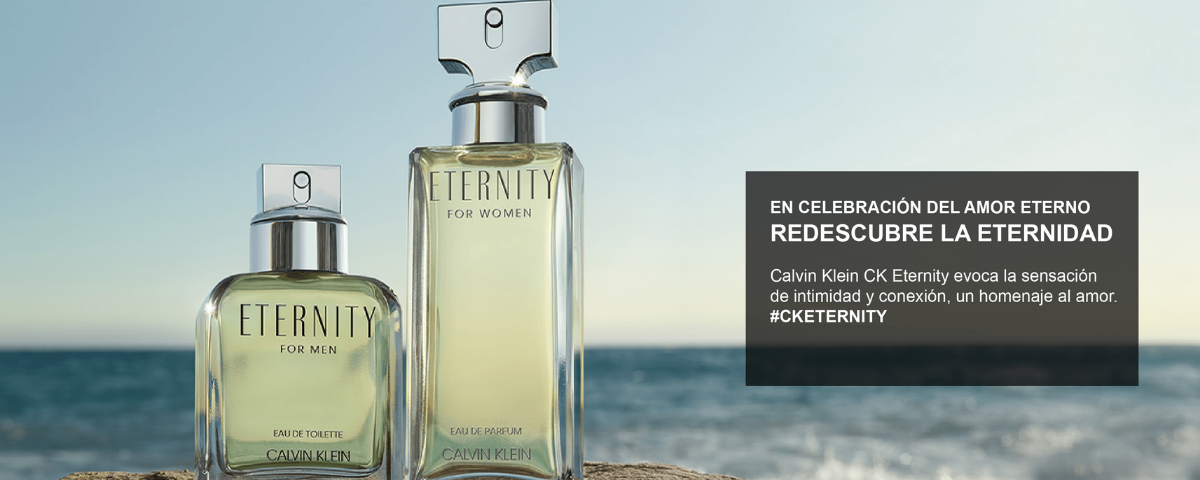 ETERNITY
FOR MEN
EAU DE TOILETTE
CALVIN KLEIN
ETERNITY
FOR WOMEN
EAU DE PARFUM
CALVIN KLEIN
EN CELEBRACIÓN DEL AMOR ETERNO
REDESCUBRE LA ETERNIDAD
Calvin Klein CK Eternity evoca la sensación
de intimidad y conexión, un homenaje al amor.
#CKETERNITY